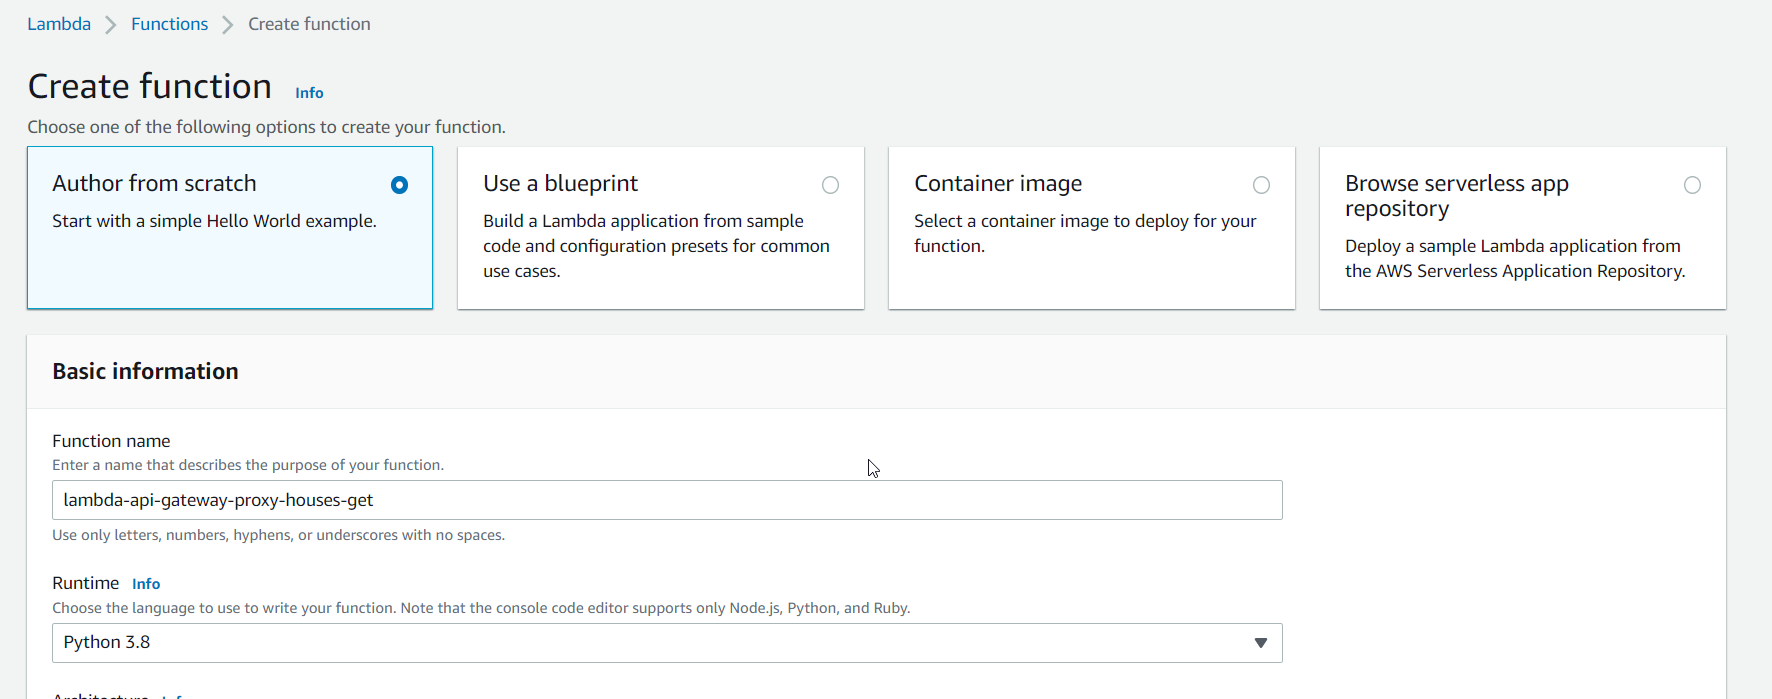 Lambda > Functions > Create function
Create function Info
Choose one of the following options to create your function.
Author from scratch
Start with a simple Hello World example.
Use a blueprint
Build a Lambda application from sample
code and configuration presets for common
use cases.
Container image
Select a container image to deploy for your
function.
Browse serverless app
repository
Deploy a sample Lambda application from
the AWS Serverless Application Repository.
Basic information
Function name
Enter a name that describes the purpose of your function.
lambda-api-gateway-proxy-houses-get
Use only letters, numbers, hyphens, or underscores with no spaces.
Runtime Info
Choose the language to use to write your function. Note that the console code editor supports only Node.js, Python, and Ruby.
Python 3.8